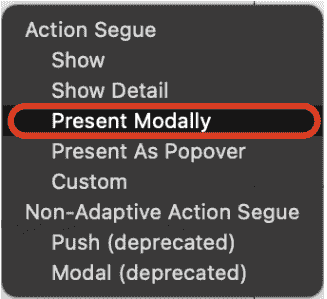 Action Segue
Show
Show Detail
Present Modally
Present As Popover
Custom
Non-Adaptive Action Segue
Push (deprecated)
Modal (deprecated)